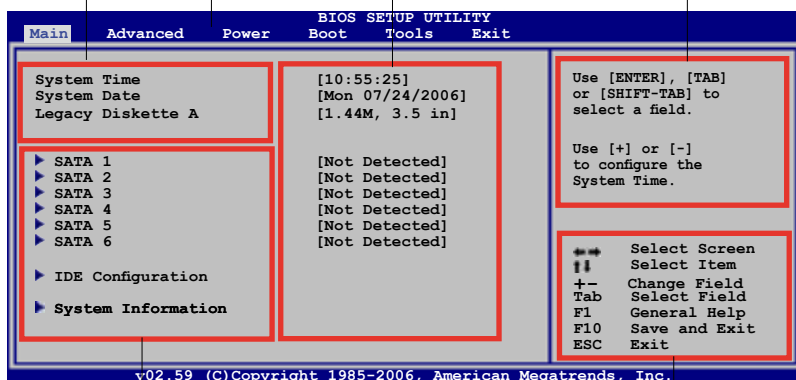 BIOS SETUP UTILITY
Main Advanced Power Boot Tools Exit
System Time [10:55:25]
System Date [Mon 07/24/2006]
Legacy Diskette A [1.44M, 3.5 in]
SATA 1 [Not Detected]
SATA 2 [Not Detected]
SATA 3 [Not Detected]
SATA 4 [Not Detected]
SATA 5 [Not Detected]
SATA 6 [Not Detected]
IDE Configuration
System Information
Use [ENTER], [TAB]
or [SHIFT-TAB] to
select a field.
Use [+] or [-]
to configure the
System Time.
Select Screen
Select Item
+- Change Field
Tab Select Field
F1 General Help
F10 Save and Exit
ESC Exit
v02.59 (C)Copyright 1985-2006, American Megatrends, Inc.